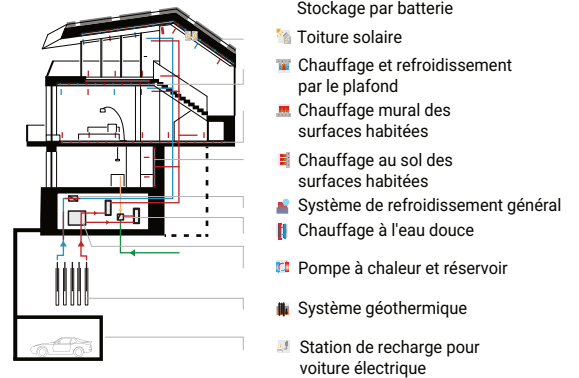 Stockage par batterie
Toiture solaire
Chauffage et refroidissement
par le plafond
Chauffage mural des
surfaces habitées
Chauffage au sol des
surfaces habitées
Système de refroidissement général
Chauffage à l'eau douce
Pompe à chaleur et réservoir
Système géothermique
Station de recharge pour
voiture électrique